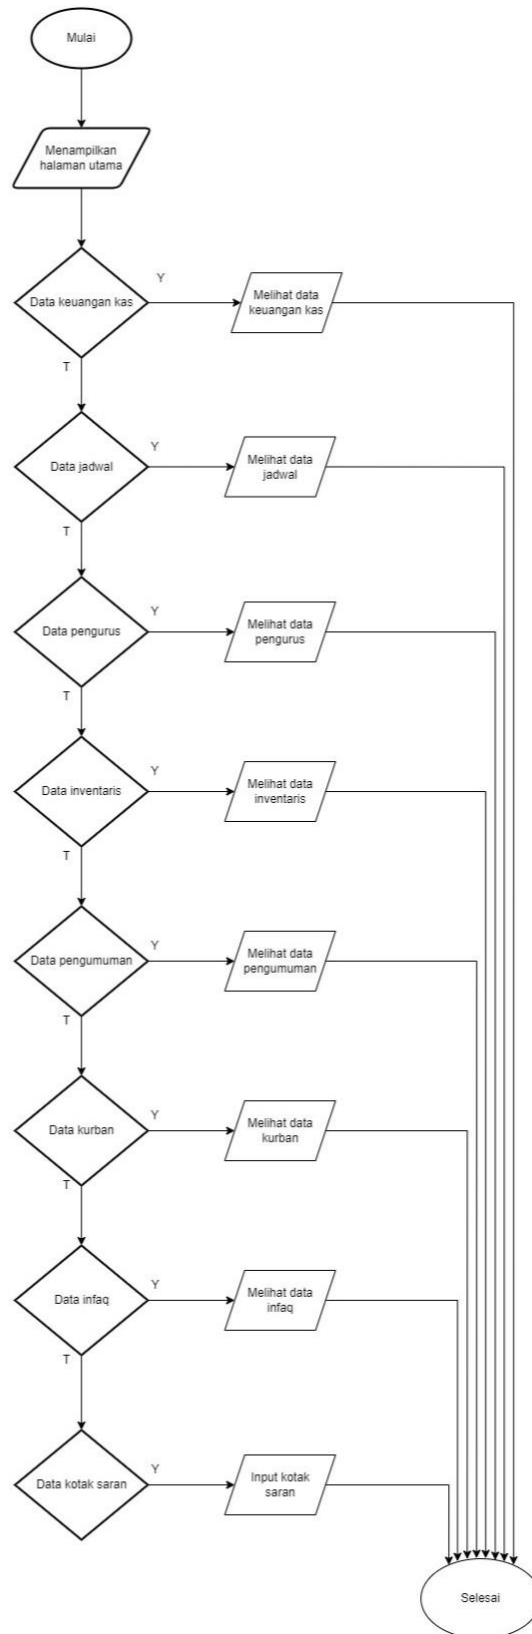 Mulai
Menampilkan
halaman utama
Data keuangan kas
Y
Melihat data
keuangan kas
T
Data jadwal
Y
Melihat data
jadwal
T
Data pengurus
Y
Melihat data
pengurus
T
Data inventaris
Y
Melihat data
inventaris
T
Data pengumuman
Y
Melihat data
pengumuman
T
Data kurban
Y
Melihat data
kurban
T
Data infaq
Y
Melihat data
infaq
T
Data kotak saran
Y
Input kotak
saran
Selesai